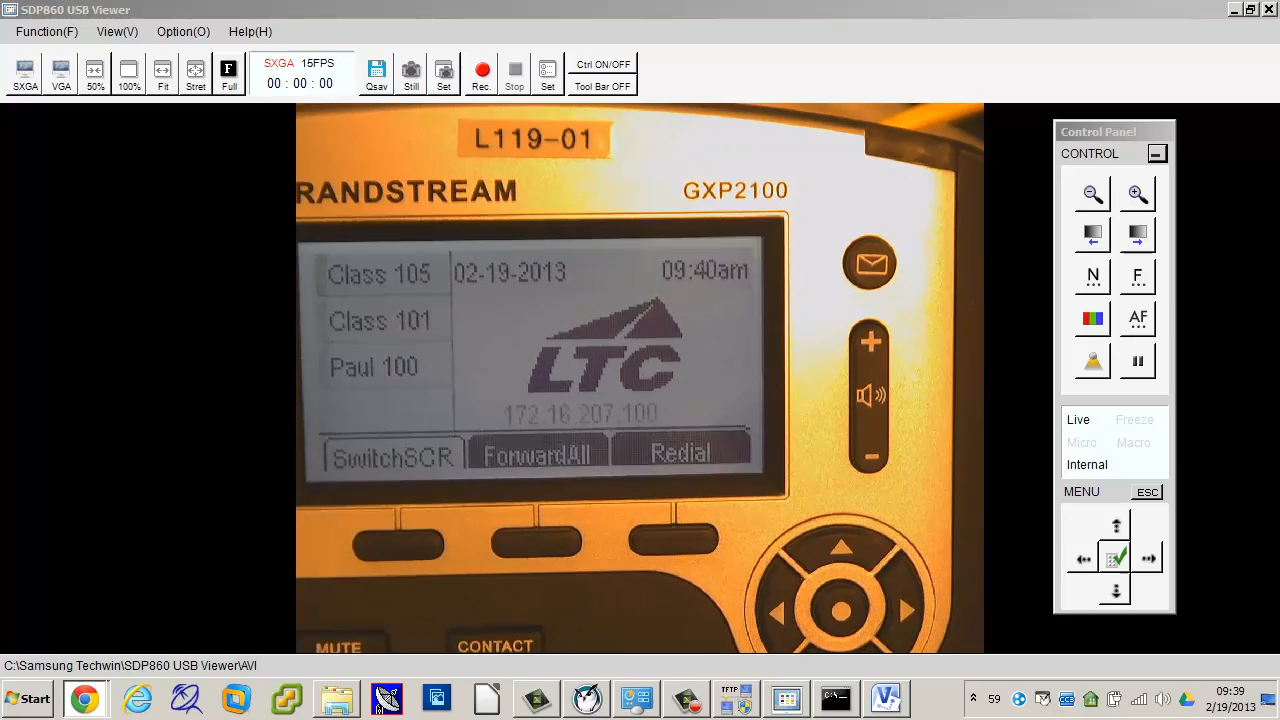 SDP860 USB Viewer
Function(F) View(V) Option(O) Help(H)
SXGA 15FPS
00 : 00 : 00
SXGA VGA 50% 100% Fit Stret Full Qsav Still Set Rec. Stop Set
F
Ctrl ON/OFF
Tool Bar OFF
L119-01
RANDSTREAM GXP2100
Class 105 02-19-2013 09:40am
Class 101
Paul 100
LTC
172.16.207.100
SwitchSCR ForwardAll Redial
MUTE CONTACT
Control Panel
CONTROL
N F
AF
Live Freeze
Micro Macro
Internal
MENU ESC
C:\Samsung Techwin\SDP860 USB Viewer\AVI
Start
TFTP
C:\
V
59
09:39
2/19/2013